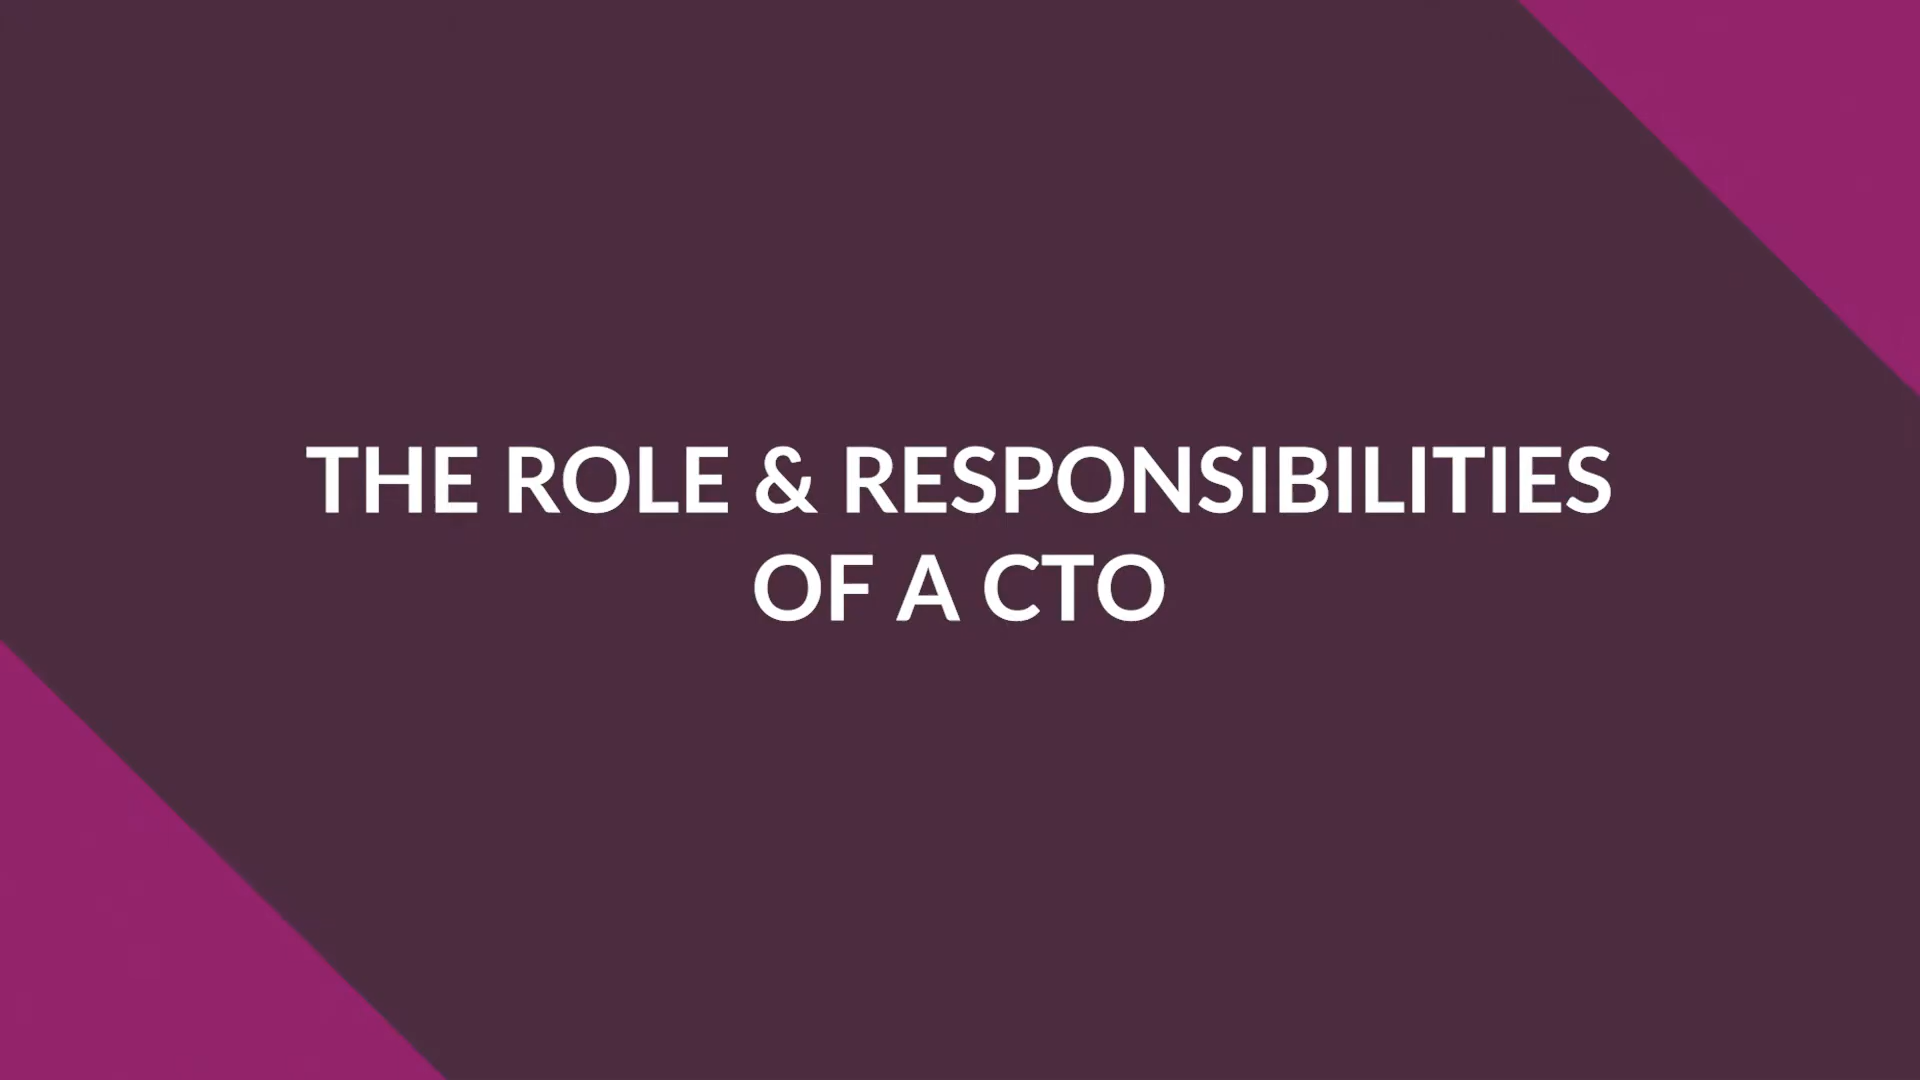 THE ROLE & RESPONSIBILITIES
OF A CTO